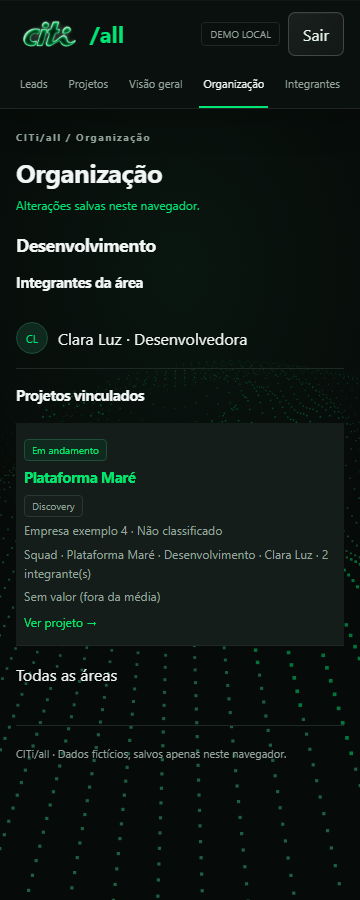 citi /all
DEMO LOCAL
Sair
Leads
Projetos
Visão geral
Organização
Integrantes
CITi/all / Organização
Organização
Alterações salvas neste navegador.
Desenvolvimento
Integrantes da área
CL
Clara Luz · Desenvolvedora
Projetos vinculados
Em andamento
Plataforma Maré
Discovery
Empresa exemplo 4 · Não classificado
Squad · Plataforma Maré · Desenvolvimento · Clara Luz · 2
integrante(s)
Sem valor (fora da média)
Ver projeto →
Todas as áreas
CITi/all · Dados fictícios, salvos apenas neste navegador.